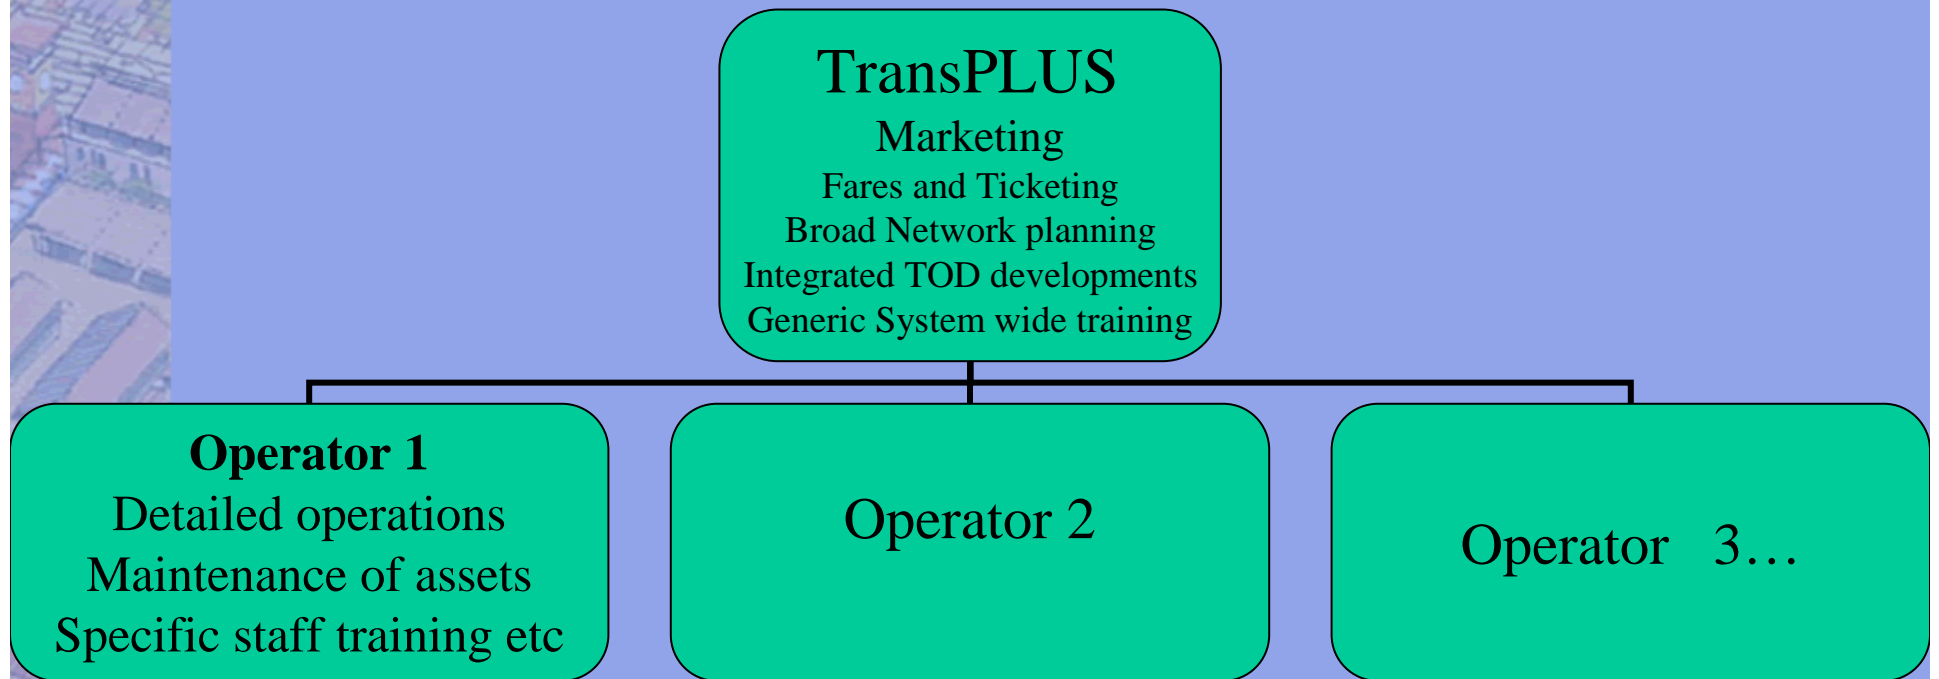 TransPLUS
Marketing
Fares and Ticketing
Broad Network planning
Integrated TOD developments
Generic System wide training
Operator 1
Detailed operations
Maintenance of assets
Specific staff training etc
Operator 2
Operator 3…